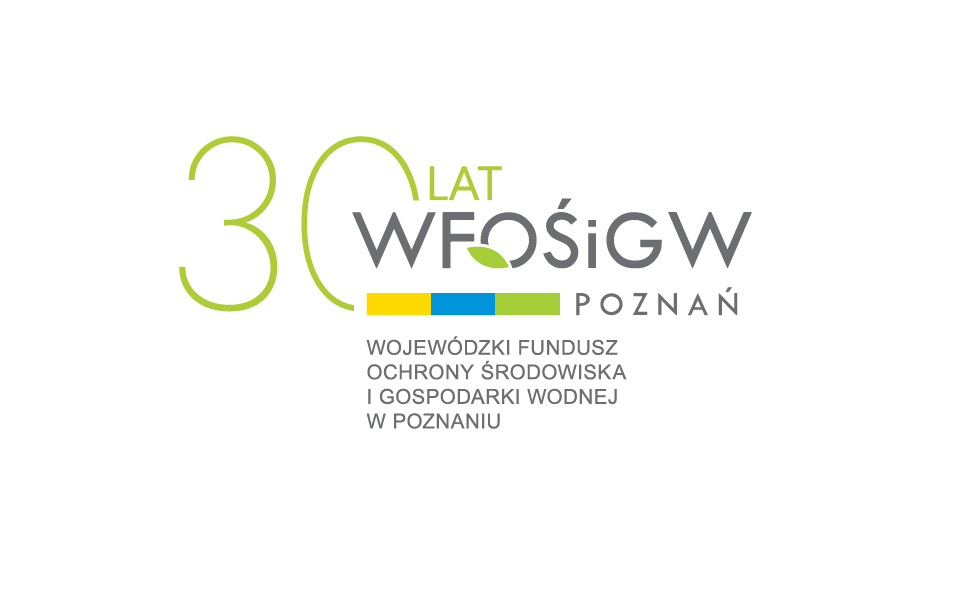 30 LAT
WFOŚiGW
POZNAŃ
WOJEWÓDZKI FUNDUSZ
OCHRONY ŚRODOWISKA
I GOSPODARKI WODNEJ
W POZNANIU